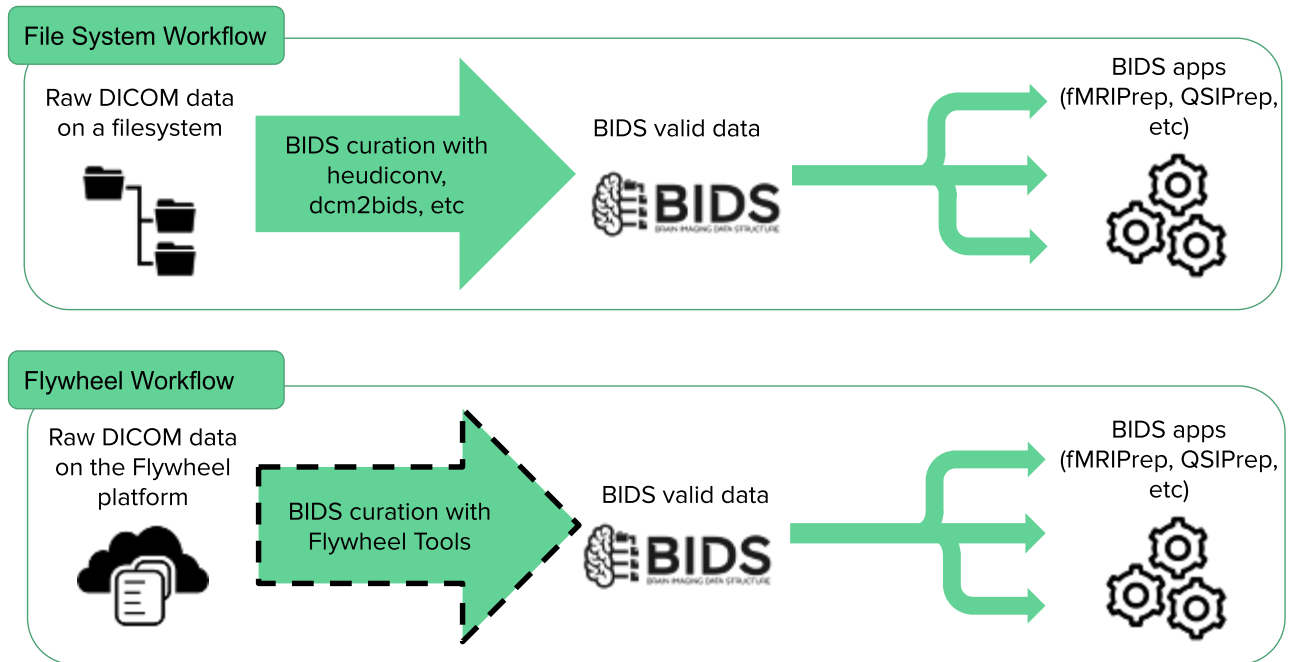 File System Workflow
Raw DICOM data
on a filesystem
BIDS curation with
heudiconv,
dcm2bids, etc
BIDS valid data
BIDS
BRAIN IMAGING DATA STRUCTURE
BIDS apps
(fMRIPrep, QSIPrep,
etc)
Flywheel Workflow
Raw DICOM data
on the Flywheel
platform
BIDS curation with
Flywheel Tools
BIDS valid data
BIDS
BRAIN IMAGING DATA STRUCTURE
BIDS apps
(fMRIPrep, QSIPrep,
etc)